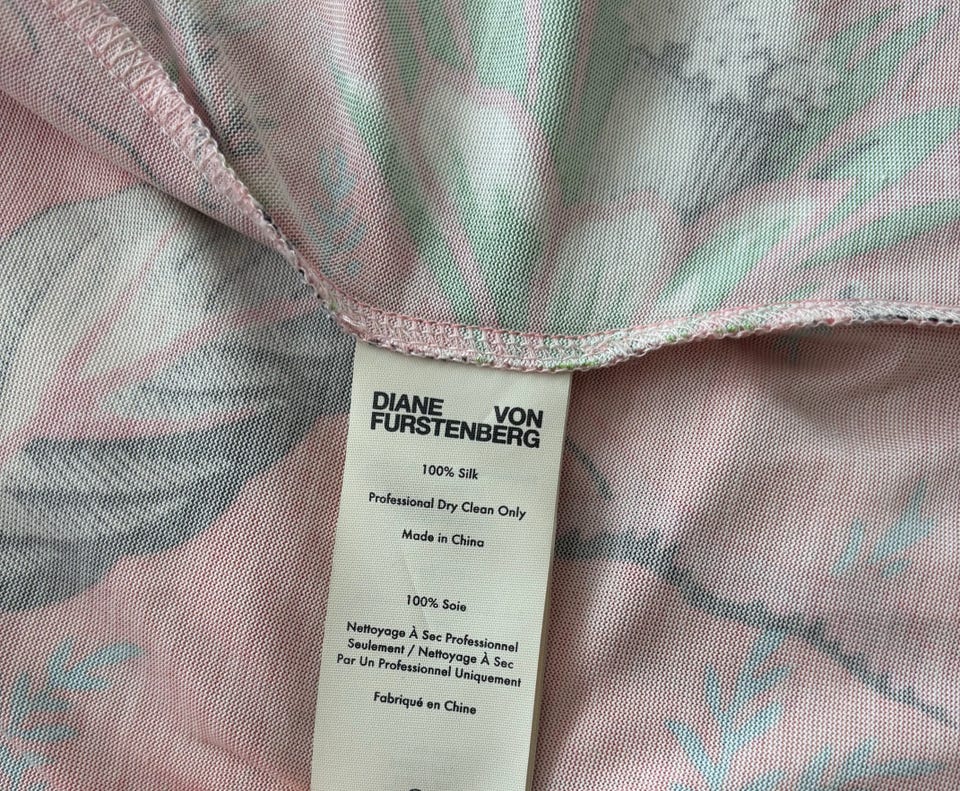 DIANE VON
FURSTENBERG
100% Silk
Professional Dry Clean Only
Made in China
100% Soie
Nettoyage À Sec Professionnel
Seulement / Nettoyage À Sec
Par Un Professionnel Uniquement
Fabriqué en Chine